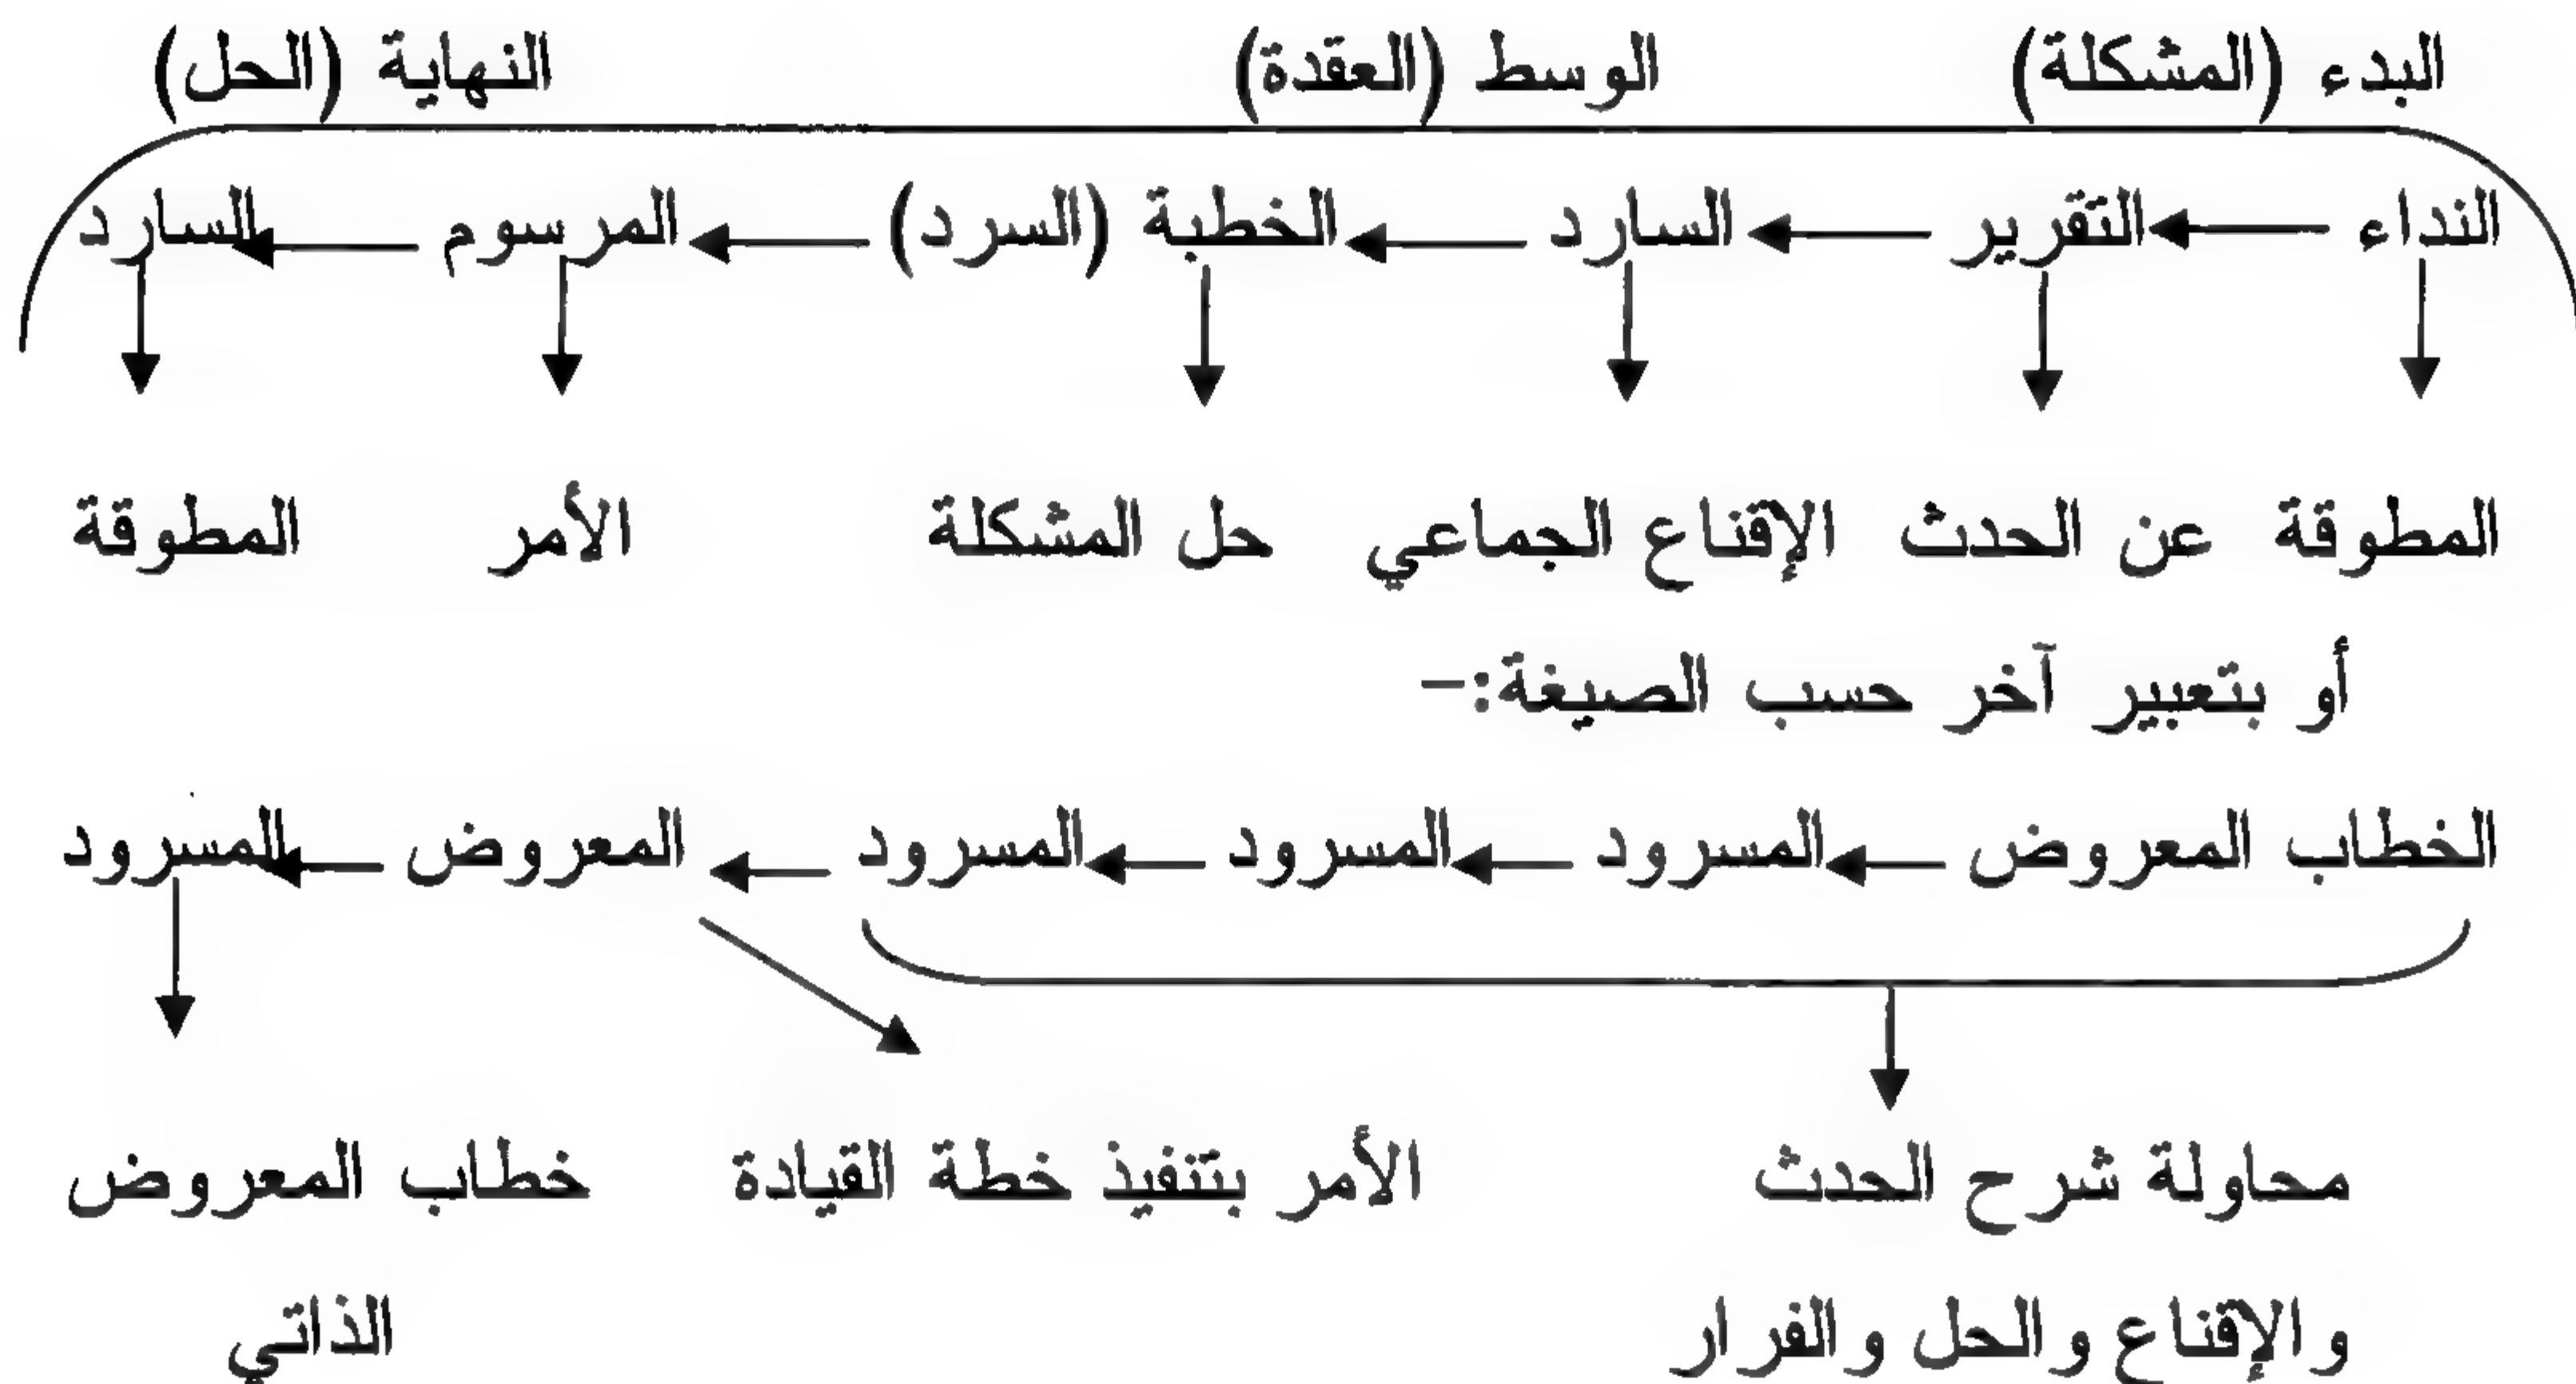 البدء (المشكلة) الوسط (العقدة) النهاية (الحل)
النداء التقرير السارد الخطبة (السرد) المرسوم السارد
المطوقة عن الحدث الإقناع الجماعي حل المشكلة الأمر المطوقة
أو بتعبير آخر حسب الصيغة:-
الخطاب المعروض المسرود المسرود المسرود المعروض المسرود
محاولة شرح الحدث الأمر بتنفيذ خطة القيادة خطاب المعروض
والإقناع والحل والفرار الذاتي